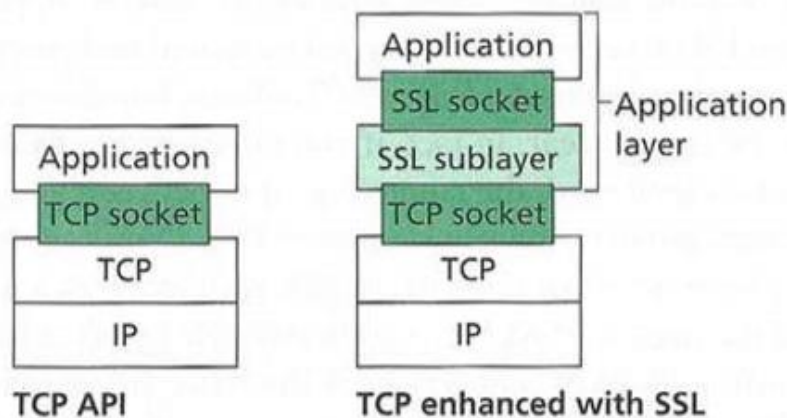 Application
TCP socket
TCP
IP
TCP API
Application
SSL socket
SSL sublayer
TCP socket
TCP
IP
Application
layer
TCP enhanced with SSL